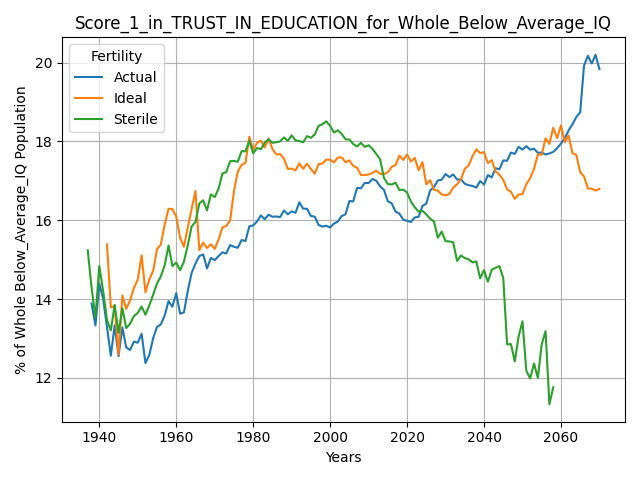 Score_1_in_TRUST_IN_EDUCATION_for_Whole_Below_Average_IQ
Fertility
Actual
Ideal
Sterile
% of Whole Below_Average_IQ Population
20
18
16
14
12
1940
1960
1980
2000
2020
2040
2060
Years